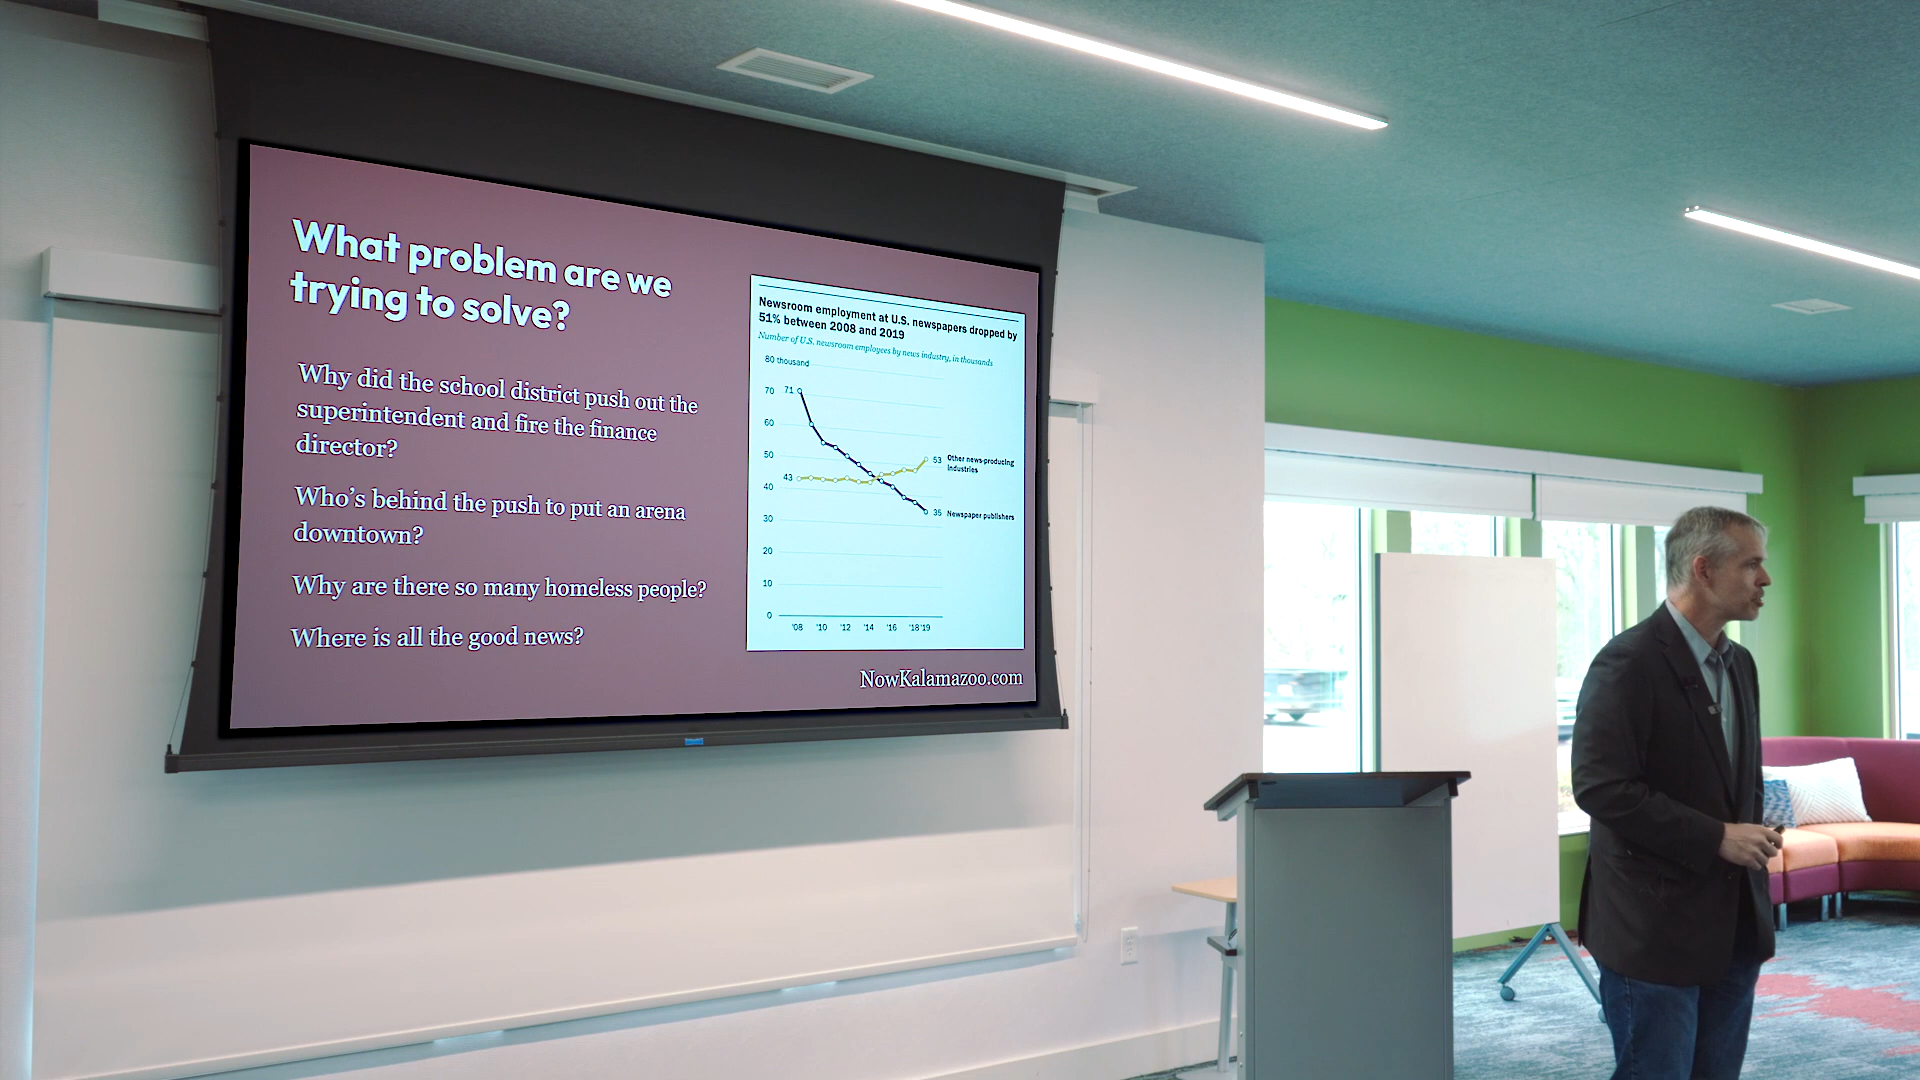 What problem are we
trying to solve?
Why did the school district push out the
superintendent and fire the finance
director?
Who's behind the push to put an arena
downtown?
Why are there so many homeless people?
Where is all the good news?
Newsroom employment at U.S. newspapers dropped by
51% between 2008 and 2019
Number of U.S. newsroom employees by news industry, in thousands
80 thousand
70 71
60
50
53 Other news-producing
industries
43
40
35 Newspaper publishers
30
20
10
0
'08 '10 '12 '14 '16 '18 '19
NowKalamazoo.com